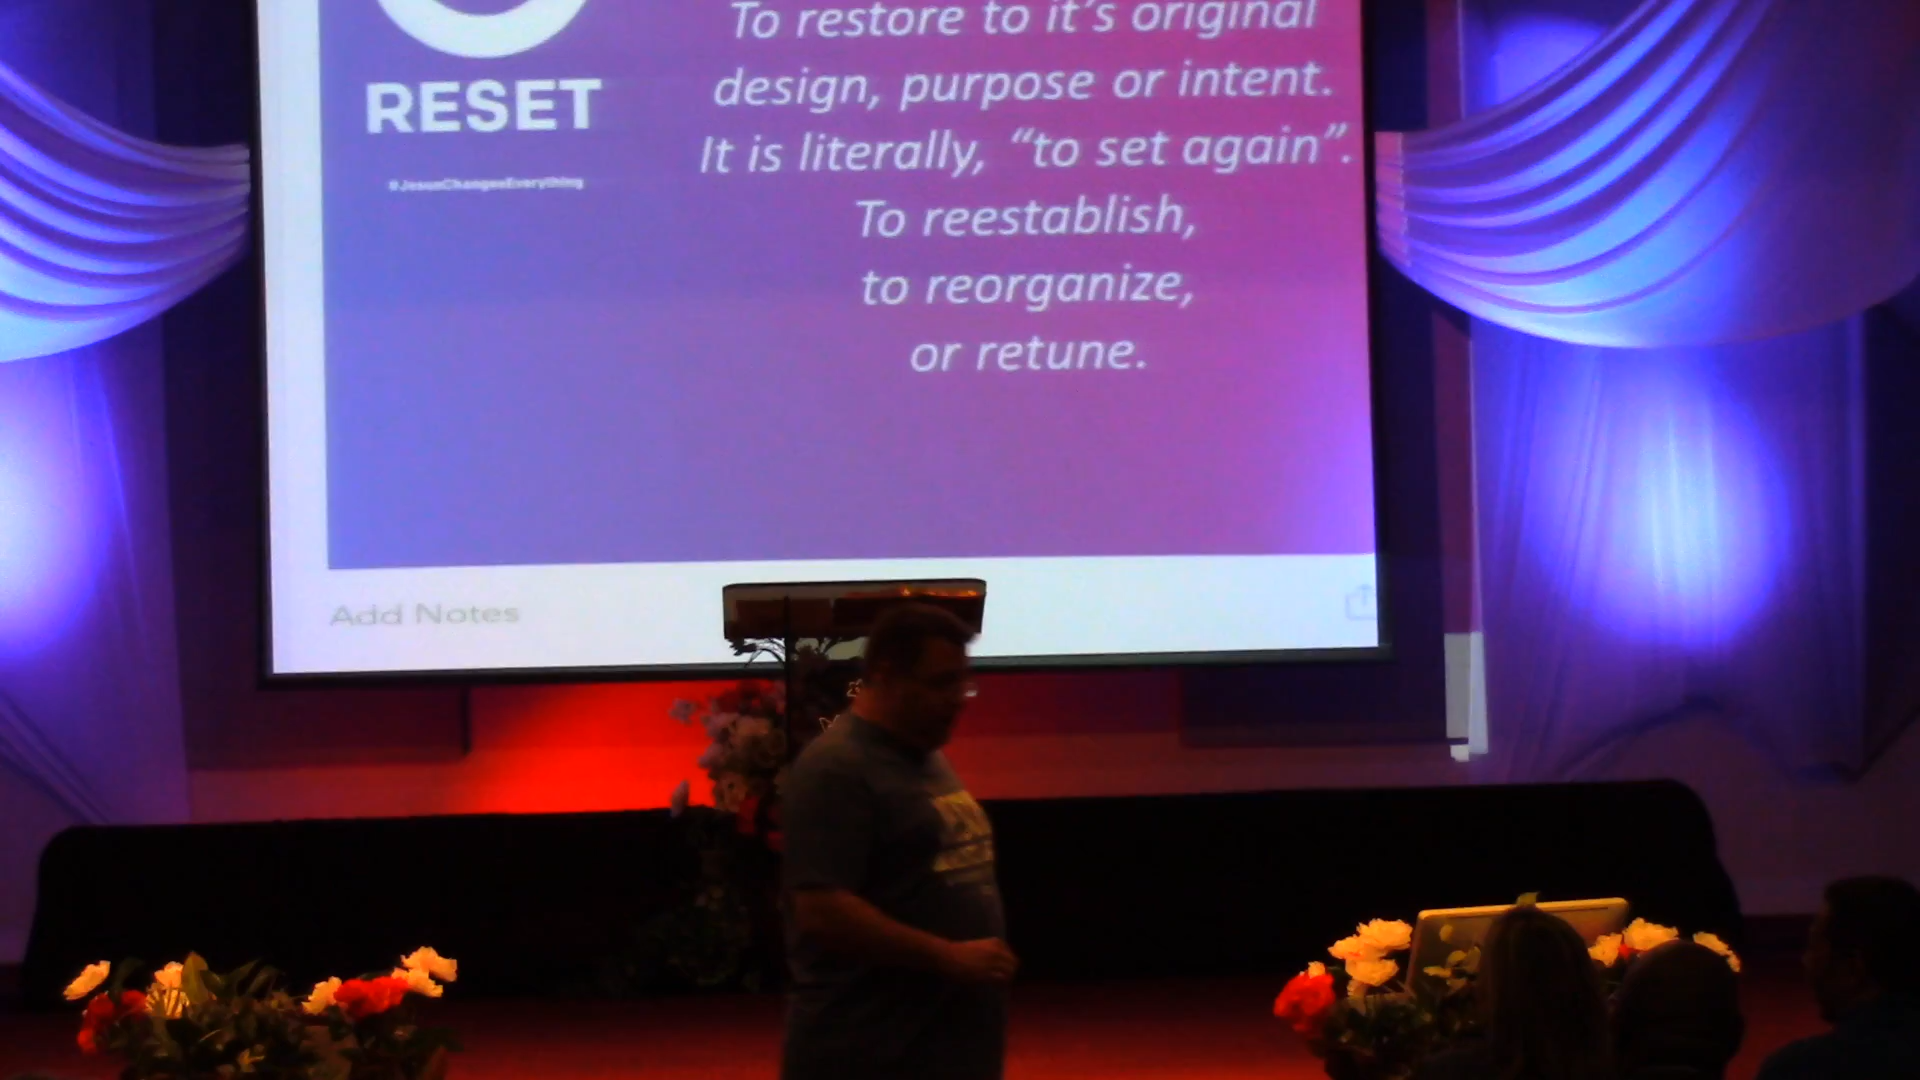 To restore to it's original
design, purpose or intent.
It is literally, “to set again”.
To reestablish,
to reorganize,
or retune.
RESET
#JesusChangesEverything
Add Notes